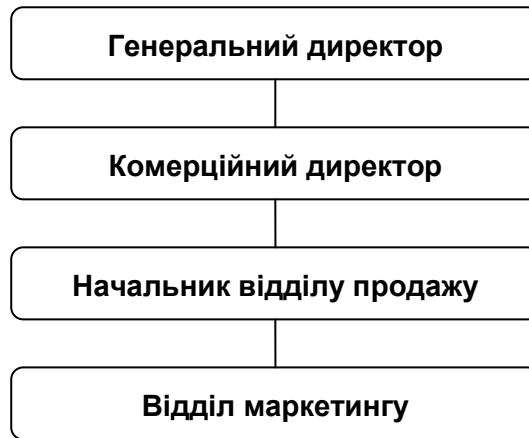 Генеральний директор
Комерційний директор
Начальник відділу продажу
Відділ маркетингу